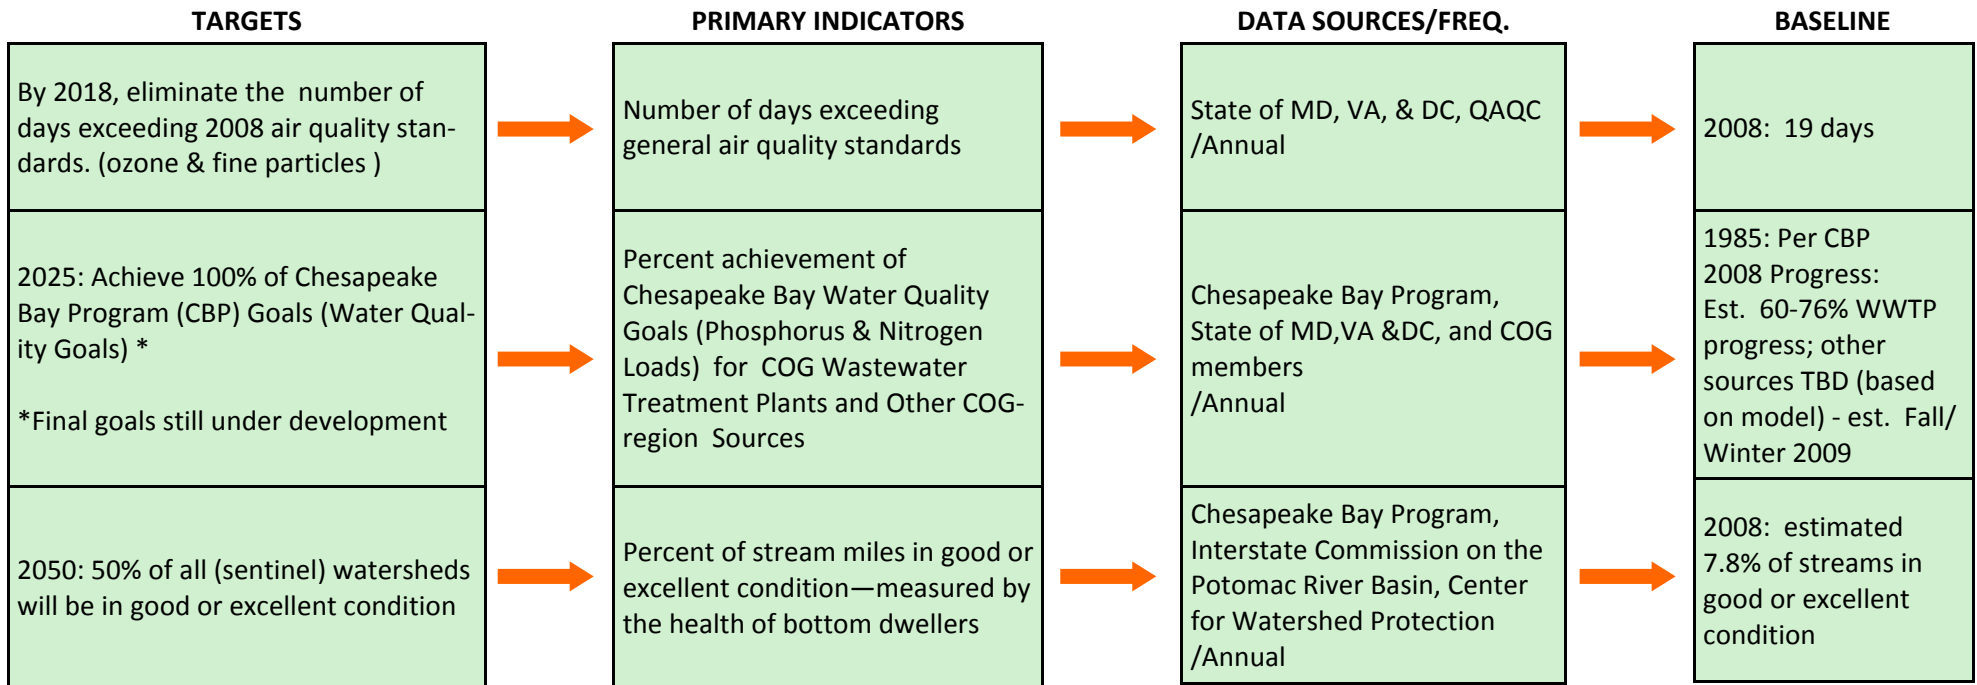 TARGETS
PRIMARY INDICATORS
DATA SOURCES/FREQ.
BASELINE
By 2018, eliminate the number of
days exceeding 2008 air quality stan-
dards. (ozone & fine particles )
Number of days exceeding
general air quality standards
State of MD, VA, & DC, QAQC
/Annual
2008: 19 days
2025: Achieve 100% of Chesapeake
Bay Program (CBP) Goals (Water Qual-
ity Goals) *
*Final goals still under development
Percent achievement of
Chesapeake Bay Water Quality
Goals (Phosphorus & Nitrogen
Loads) for COG Wastewater
Treatment Plants and Other COG-
region Sources
Chesapeake Bay Program,
State of MD,VA &DC, and COG
members
/Annual
1985: Per CBP
2008 Progress:
Est. 60-76% WWTP
progress; other
sources TBD (based
on model) - est. Fall/
Winter 2009
2050: 50% of all (sentinel) watersheds
will be in good or excellent condition
Percent of stream miles in good or
excellent condition—measured by
the health of bottom dwellers
Chesapeake Bay Program,
Interstate Commission on the
Potomac River Basin, Center
for Watershed Protection
/Annual
2008: estimated
7.8% of streams in
good or excellent
condition